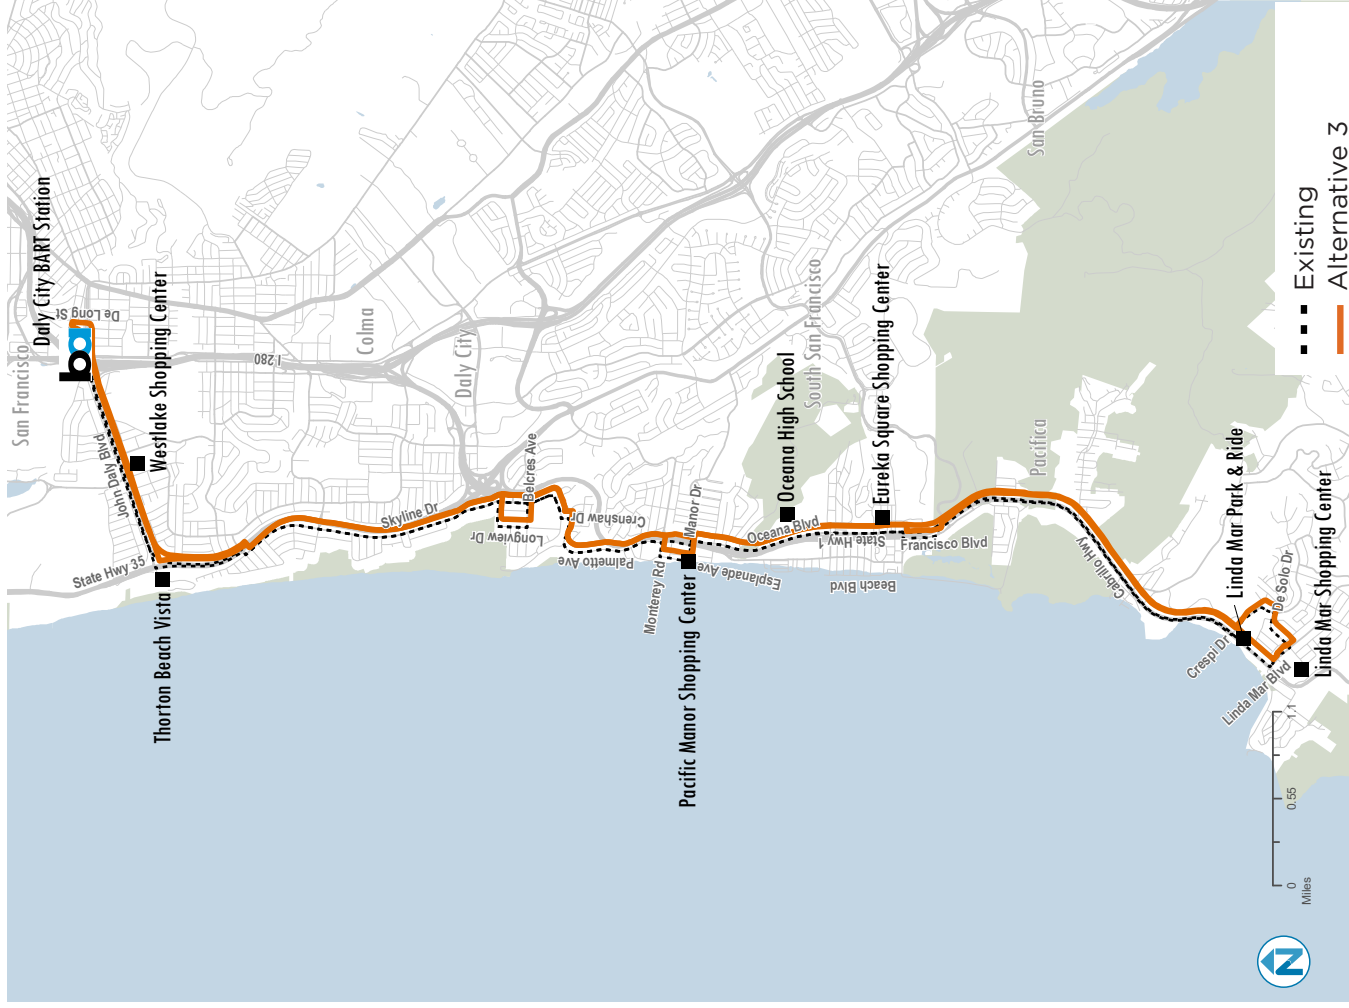 San Francisco
Daly City BART Station
De Long St
ba
John Daly Blvd
Westlake Shopping Center
I 280
Colma
State Hwy 35
Thorton Beach Vista
Skyline Dr
Daly City
Longview Dr
Belcres Ave
Crenshaw Dr
Palmetto Ave
Monterey Rd
Manor Dr
Pacific Manor Shopping Center
Esplanade Ave
Oceana Blvd
Oceana High School
South San Francisco
State Hwy 1
Beach Blvd
Eureka Square Shopping Center
Francisco Blvd
San Bruno
Pacifica
Cabrillo Hwy
Crespi Dr
Linda Mar Park & Ride
De Solo Dr
Linda Mar Blvd
Linda Mar Shopping Center
Existing
Alternative 3
0 0.55 1.1
Miles
N